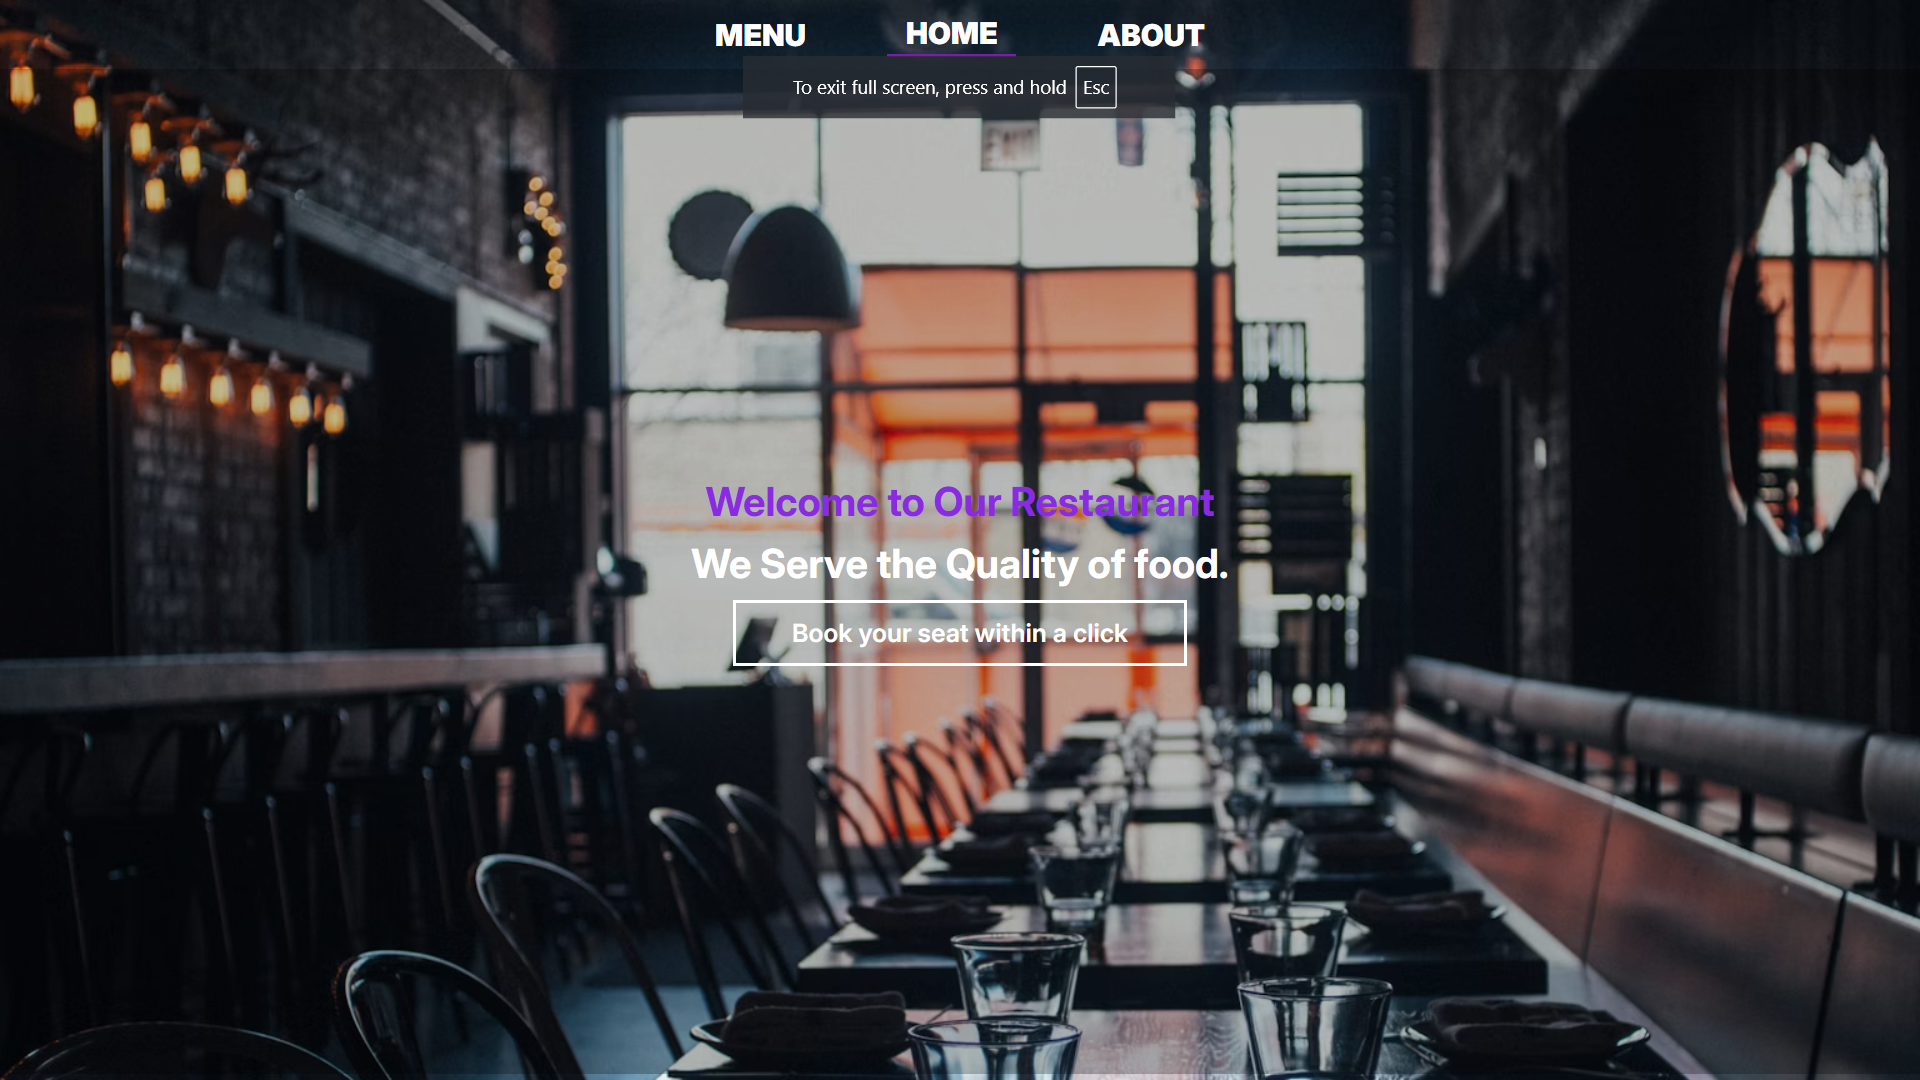 MENU HOME ABOUT
To exit full screen, press and hold Esc
Welcome to Our Restaurant
We Serve the Quality of food.
Book your seat within a click